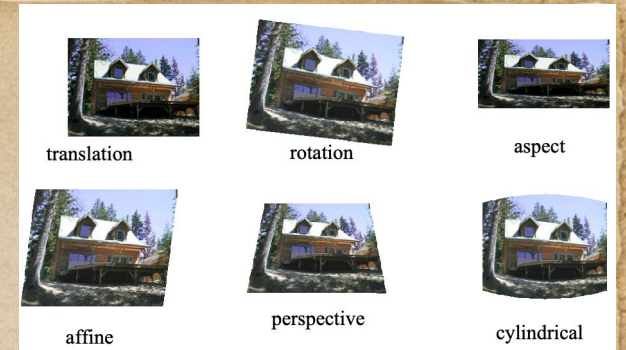 translation
rotation
aspect
affine
perspective
cylindrical